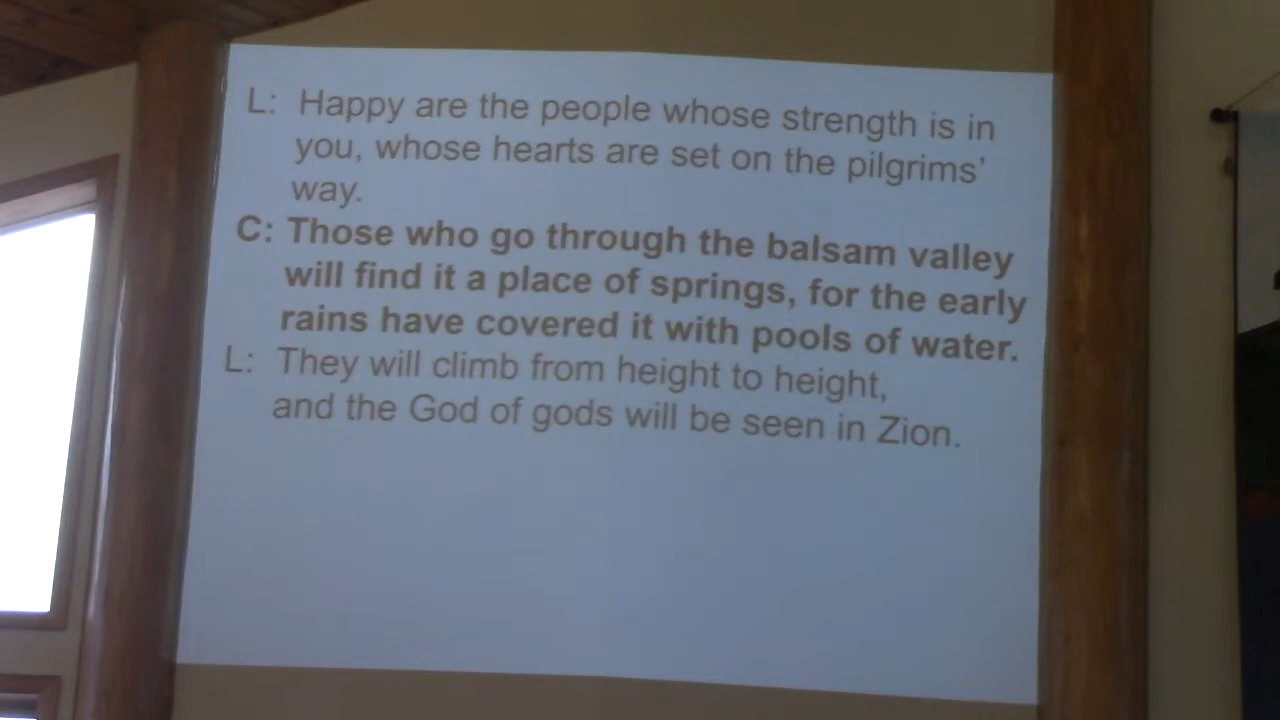 L: Happy are the people whose strength is in
you, whose hearts are set on the pilgrims’
way.
C: Those who go through the balsam valley
will find it a place of springs, for the early
rains have covered it with pools of water.
L: They will climb from height to height,
and the God of gods will be seen in Zion.